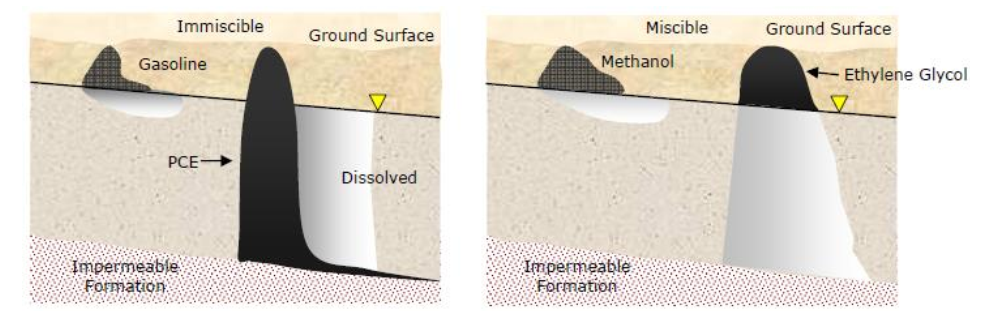 Immiscible
Ground Surface
Gasoline
PCE
Dissolved
Impermeable
Formation
Miscible
Ground Surface
Methanol
Ethylene Glycol
Impermeable
Formation